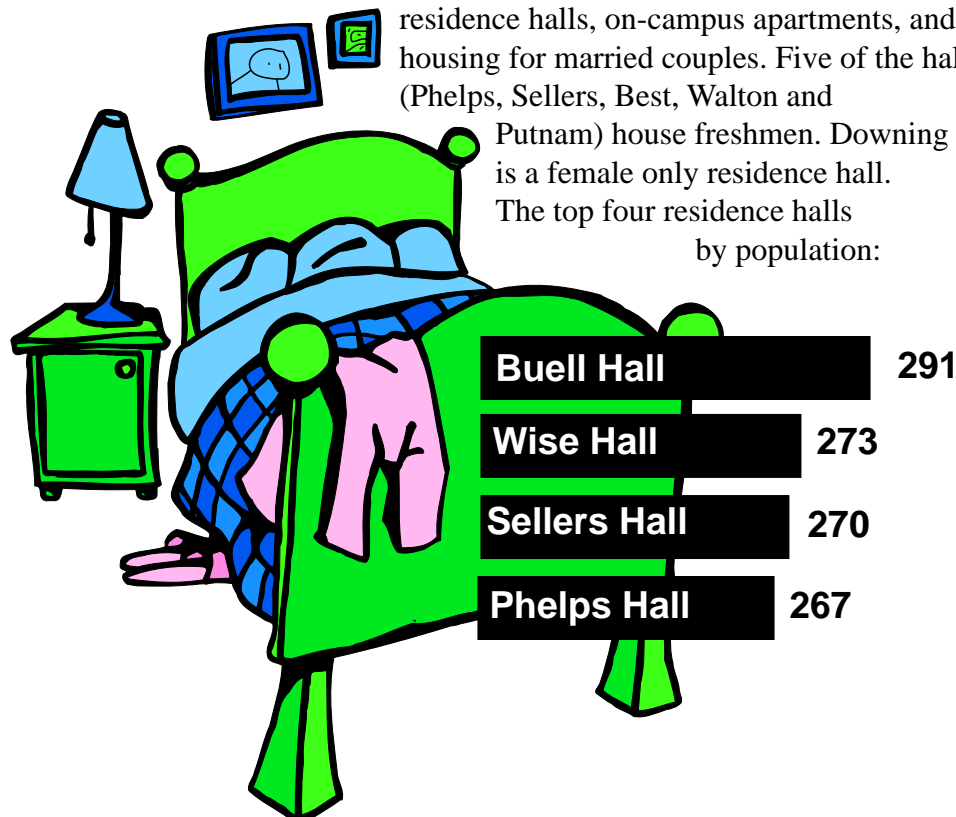 residence halls, on-campus apartments, and
housing for married couples. Five of the hal
(Phelps, Sellers, Best, Walton and
Putnam) house freshmen. Downing
is a female only residence hall.
The top four residence halls
by population:
Buell Hall 291
Wise Hall 273
Sellers Hall 270
Phelps Hall 267